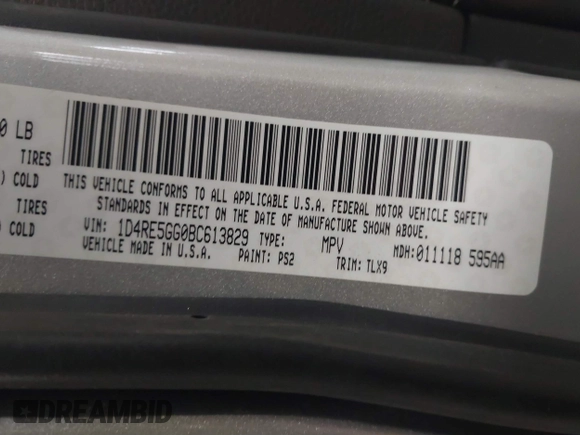 0 LB
TIRES
) COLD
TIRES
) COLD
THIS VEHICLE CONFORMS TO ALL APPLICABLE U.S.A. FEDERAL MOTOR VEHICLE SAFETY
STANDARDS IN EFFECT ON THE DATE OF MANUFACTURE SHOWN ABOVE.
VIN: 1D4RE5GG0BC613829 TYPE: MPV MDH:011118 595AA
VEHICLE MADE IN U.S.A. PAINT: PS2 TRIM: TLX9
DREAMBID